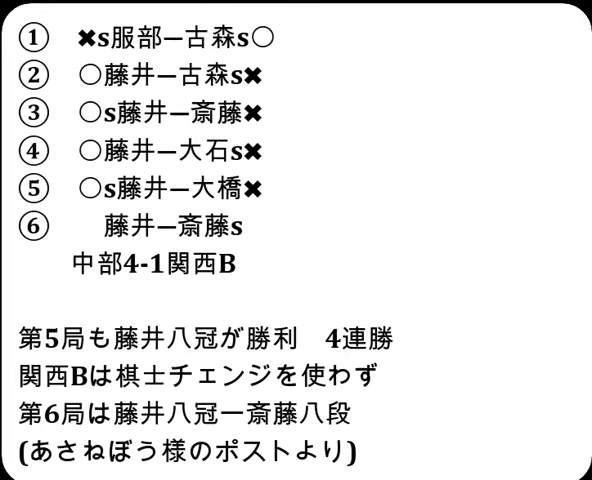 ① ✖s服部ー古森s○
② ○藤井ー古森s✖
③ ○s藤井ー斎藤✖
④ ○藤井ー大石s✖
⑤ ○s藤井ー大橋✖
⑥ 藤井ー斎藤s
中部4-1関西B
第5局も藤井八冠が勝利　4連勝
関西Bは棋士チェンジを使わず
第6局は藤井八冠ー斎藤八段
(あさねぼう様のポストより)